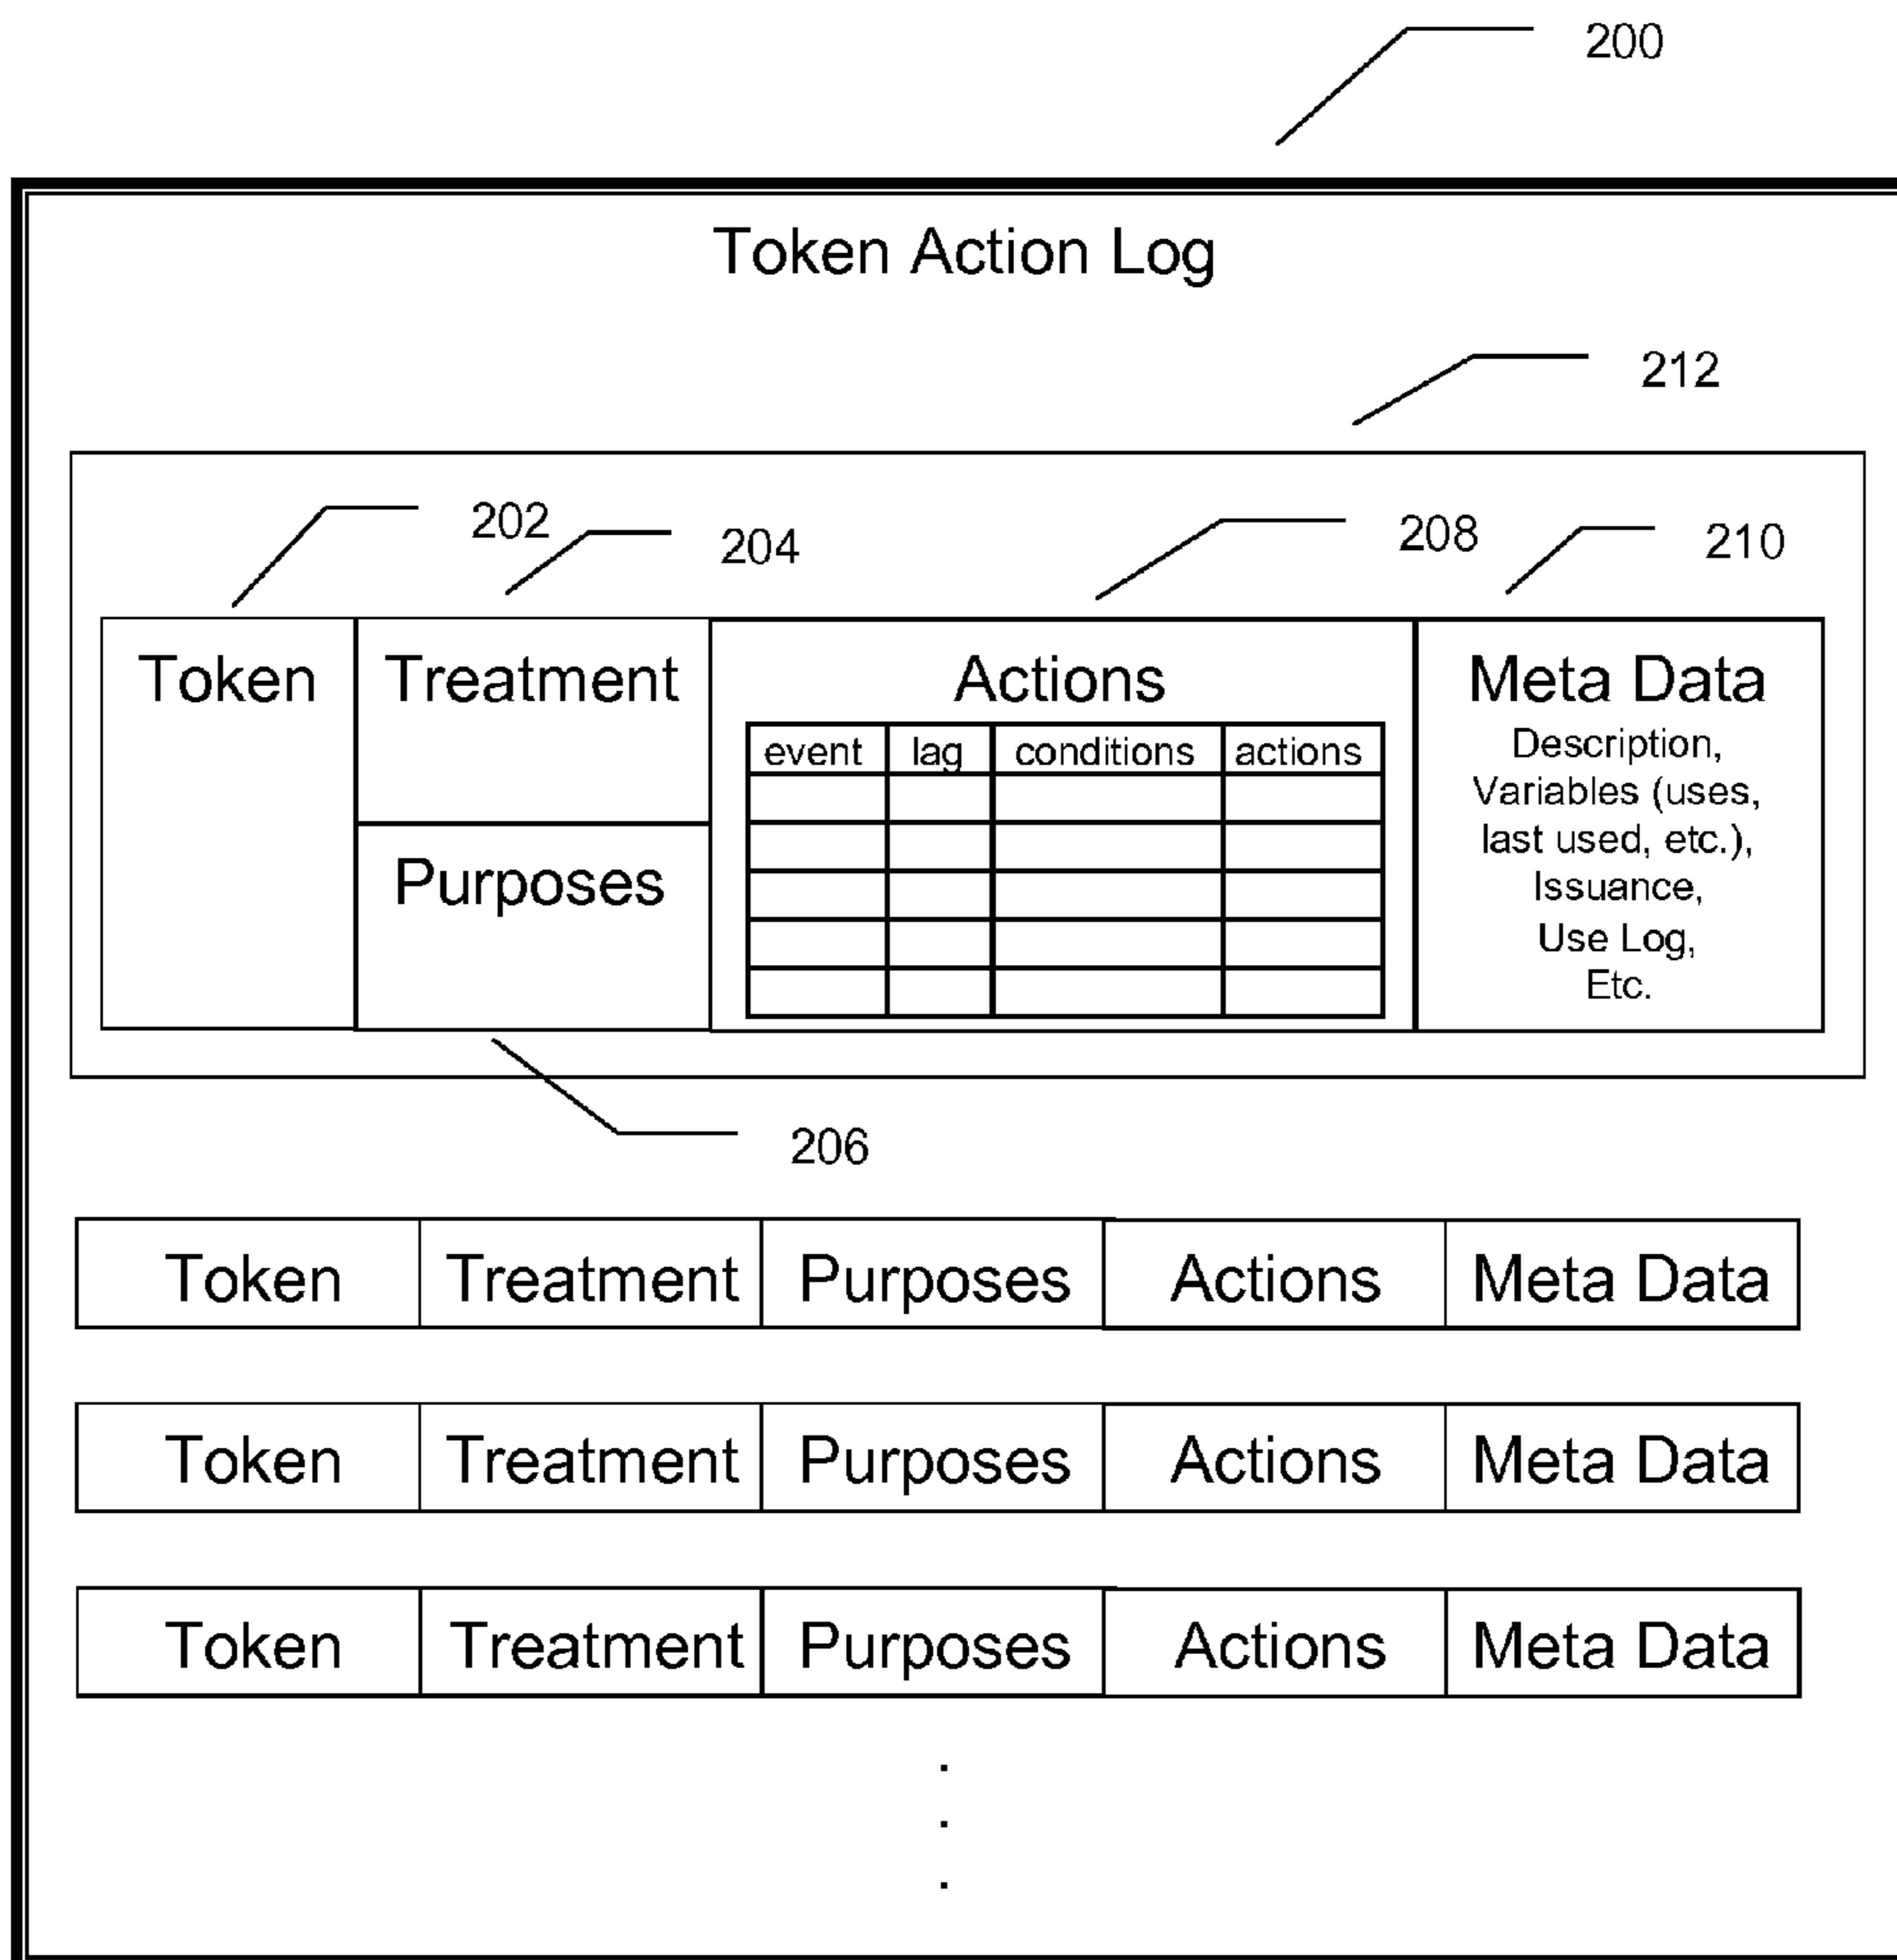 200
Token Action Log
212
202
204
208
210
Token
Treatment
Purposes
Actions
event lag conditions actions
Meta Data
Description,
Variables (uses,
last used, etc.),
Issuance,
Use Log,
Etc.
206
Token Treatment Purposes Actions Meta Data
Token Treatment Purposes Actions Meta Data
Token Treatment Purposes Actions Meta Data
.
.
.